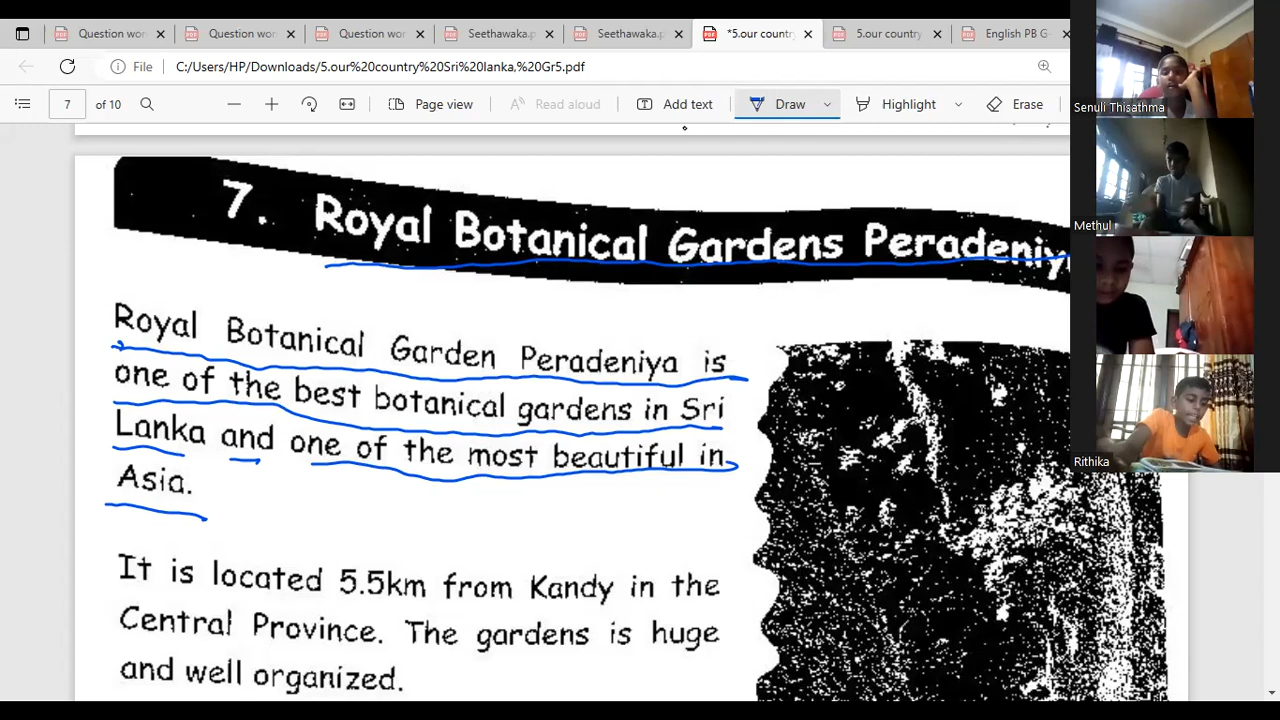 Question wor
Question wor
Question wor
Seethawaka.p
Seethawaka.p
*5.our countr
5.our country
English PB G-
File
C:/Users/HP/Downloads/5.our%20country%20Sri%20lanka,%20Gr5.pdf
7 of 10
Page view
Read aloud
Add text
Draw
Highlight
Erase
Senuli Thisathma
Methul
Rithika
7. Royal Botanical Gardens Peradeniy
Royal Botanical Garden Peradeniya is
one of the best botanical gardens in Sri
Lanka and one of the most beautiful in
Asia.
It is located 5.5km from Kandy in the
Central Province. The gardens is huge
and well organized.